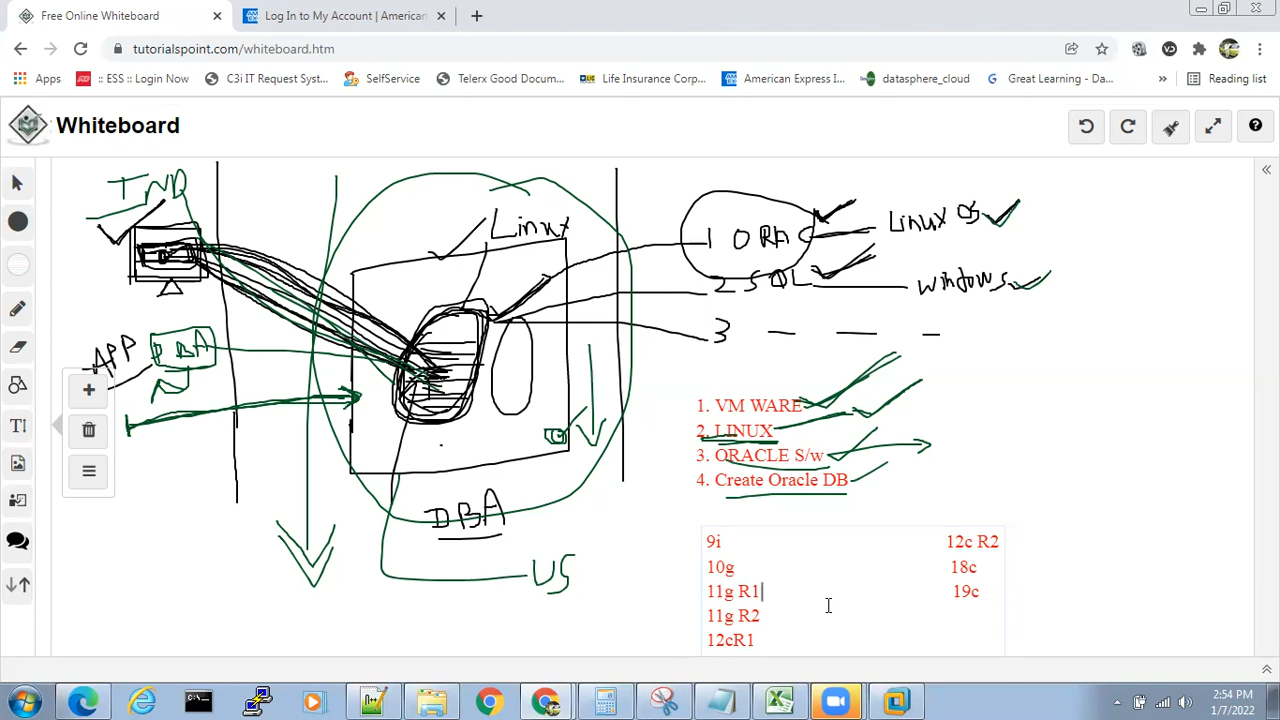 Free Online Whiteboard
Log In to My Account | American
tutorialspoint.com/whiteboard.htm
Apps
:: ESS :: Login Now
C3i IT Request Syst...
SelfService
Telerx Good Docum...
Life Insurance Corp...
American Express I...
datasphere_cloud
Great Learning - Da...
Reading list
Whiteboard
Linux
1 ORAC
Linux OS
2 SQL
windows
3 — — —
APP
DBA
1. VM WARE
2. LINUX
3. ORACLE S/w
4. Create Oracle DB
DBA
US
9i 12c R2
10g 18c
11g R1 19c
11g R2
12cR1
2:54 PM
1/7/2022